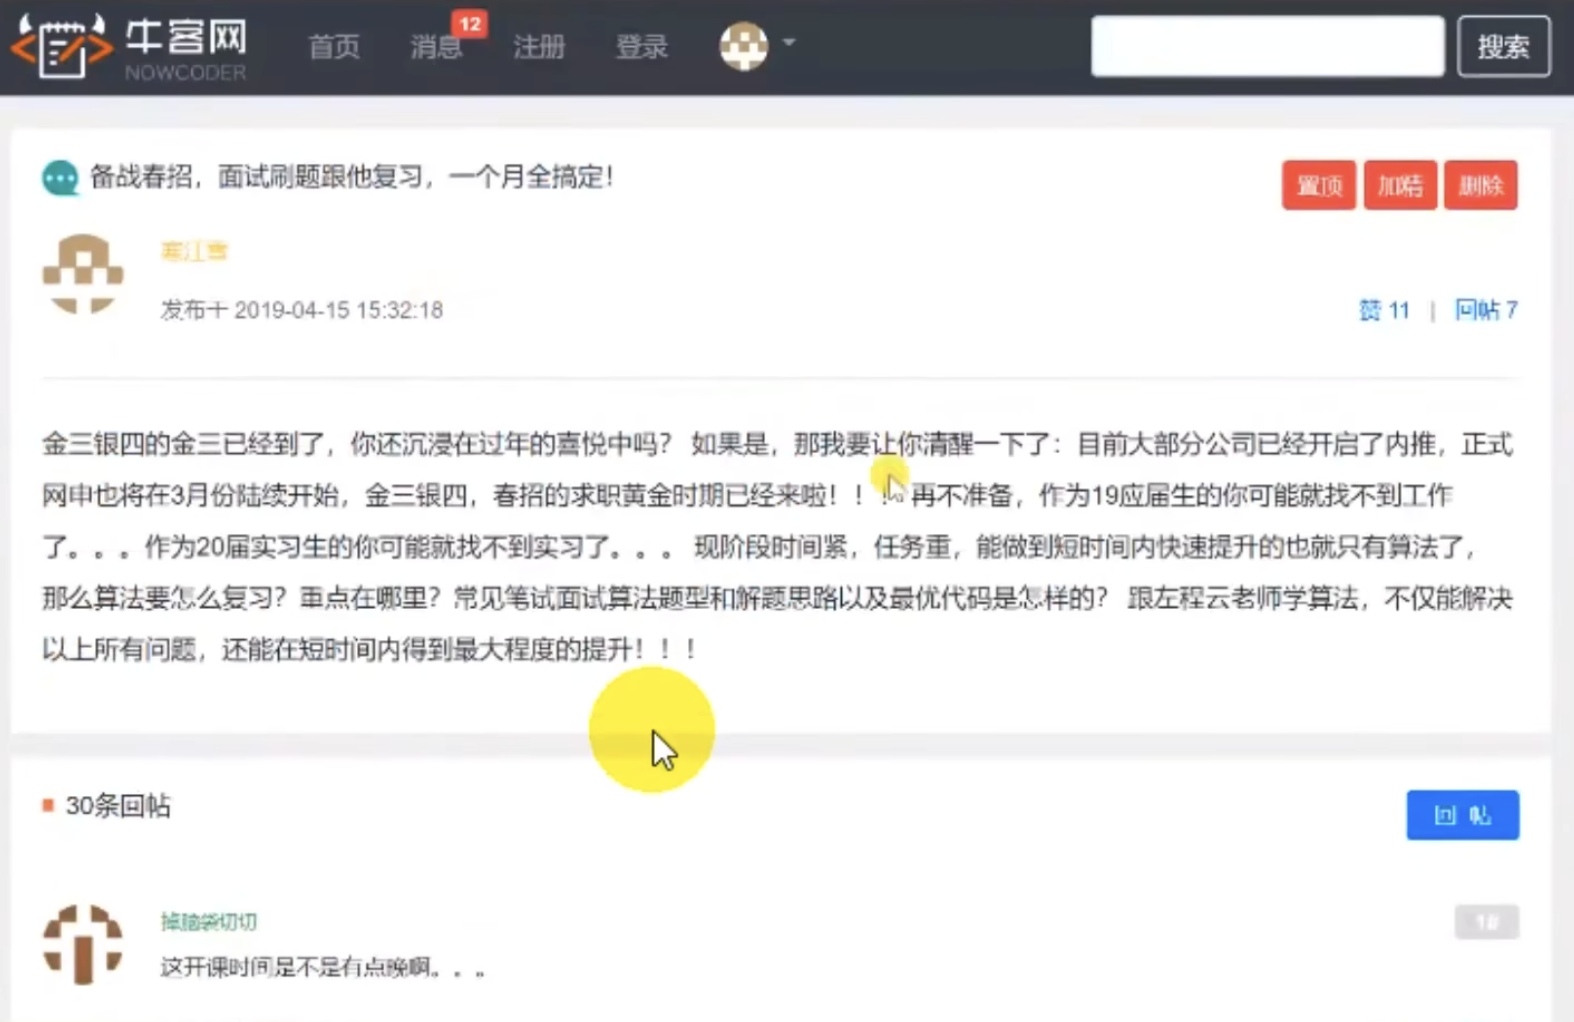 牛客网
NOWCODER
首页 消息 12 注册 登录 搜索
备战春招，面试刷题跟他复习，一个月全搞定！
置顶 加精 删除
寒江雪
发布于 2019-04-15 15:32:18
赞 11 | 回帖 7
金三银四的金三已经到了，你还沉浸在过年的喜悦中吗？ 如果是，那我要让你清醒一下了：目前大部分公司已经开启了内推，正式
网申也将在3月份陆续开始，金三银四，春招的求职黄金时期已经来啦！！！ 再不准备，作为19应届生的你可能就找不到工作
了。。。作为20届实习生的你可能就找不到实习了。。。 现阶段时间紧，任务重，能做到短时间内快速提升的也就只有算法了，
那么算法要怎么复习？重点在哪里？常见笔试面试算法题型和解题思路以及最优代码是怎样的？ 跟左程云老师学算法，不仅能解决
以上所有问题，还能在短时间内得到最大程度的提升！！！
30条回帖
回 帖
掉脑袋切切
1#
这开课时间是不是有点晚啊。。。